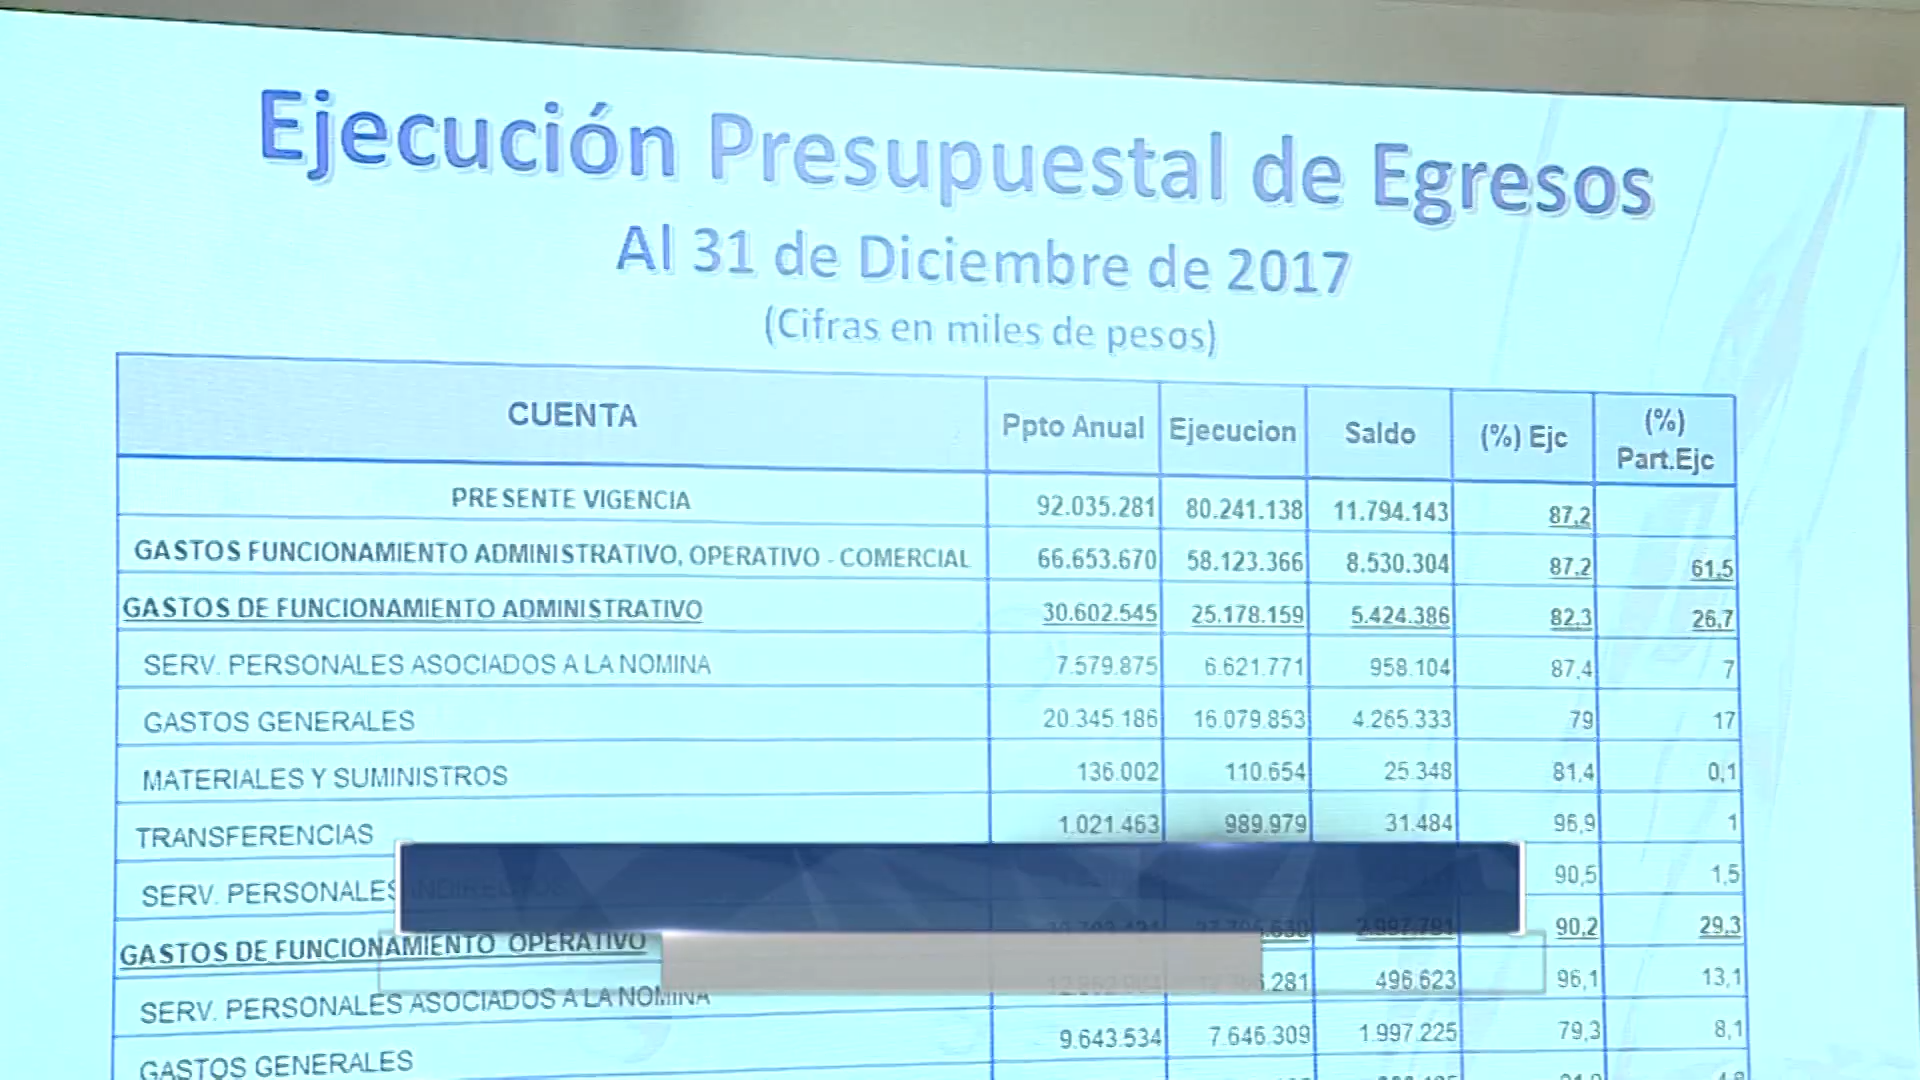 Ejecución Presupuestal de Egresos
Al 31 de Diciembre de 2017
(Cifras en miles de pesos)
CUENTA Ppto Anual Ejecucion Saldo (%) Ejc (%) Part.Ejc
PRESENTE VIGENCIA 92.035.281 80.241.138 11.794.143 87,2
GASTOS FUNCIONAMIENTO ADMINISTRATIVO, OPERATIVO - COMERCIAL 66.653.670 58.123.366 8.530.304 87,2 61,5
GASTOS DE FUNCIONAMIENTO ADMINISTRATIVO 30.602.545 25.178.159 5.424.386 82,3 26,7
SERV. PERSONALES ASOCIADOS A LA NOMINA 7.579.875 6.621.771 958.104 87,4 7
GASTOS GENERALES 20.345.186 16.079.853 4.265.333 79 17
MATERIALES Y SUMINISTROS 136.002 110.654 25.348 81,4 0,1
TRANSFERENCIAS 1.021.463 989.979 31.484 96,9 1
SERV. PERSONALES 90,5 1,5
GASTOS DE FUNCIONAMIENTO OPERATIVO 2.997.781 90,2 29,3
SERV. PERSONALES ASOCIADOS A LA NOMINA 496.623 96,1 13,1
GASTOS GENERALES 9.643.534 7.646.309 1.997.225 79,3 8,1